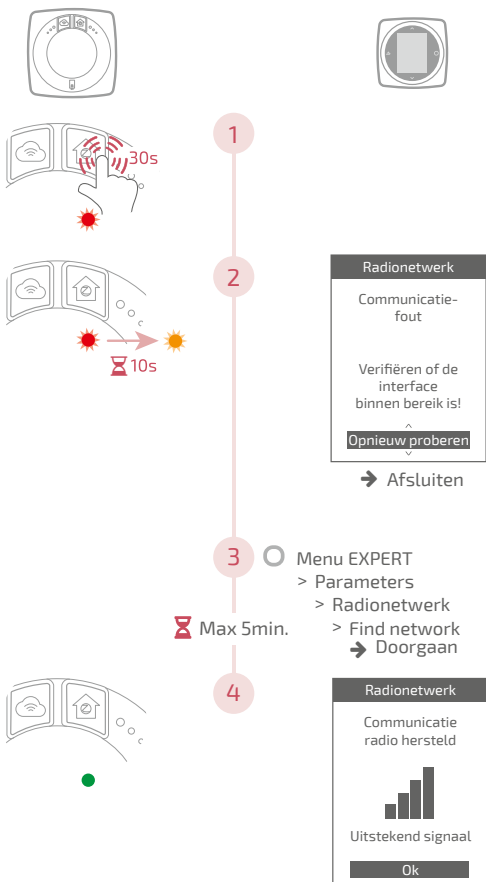 1
30s
2
10s
Radionetwerk
Communicatie-
fout
Verifiëren of de
interface
binnen bereik is!
Opnieuw proberen
Afsluiten
3
Menu EXPERT
> Parameters
> Radionetwerk
> Find network
Doorgaan
Max 5min.
4
Radionetwerk
Communicatie
radio hersteld
Uitstekend signaal
Ok